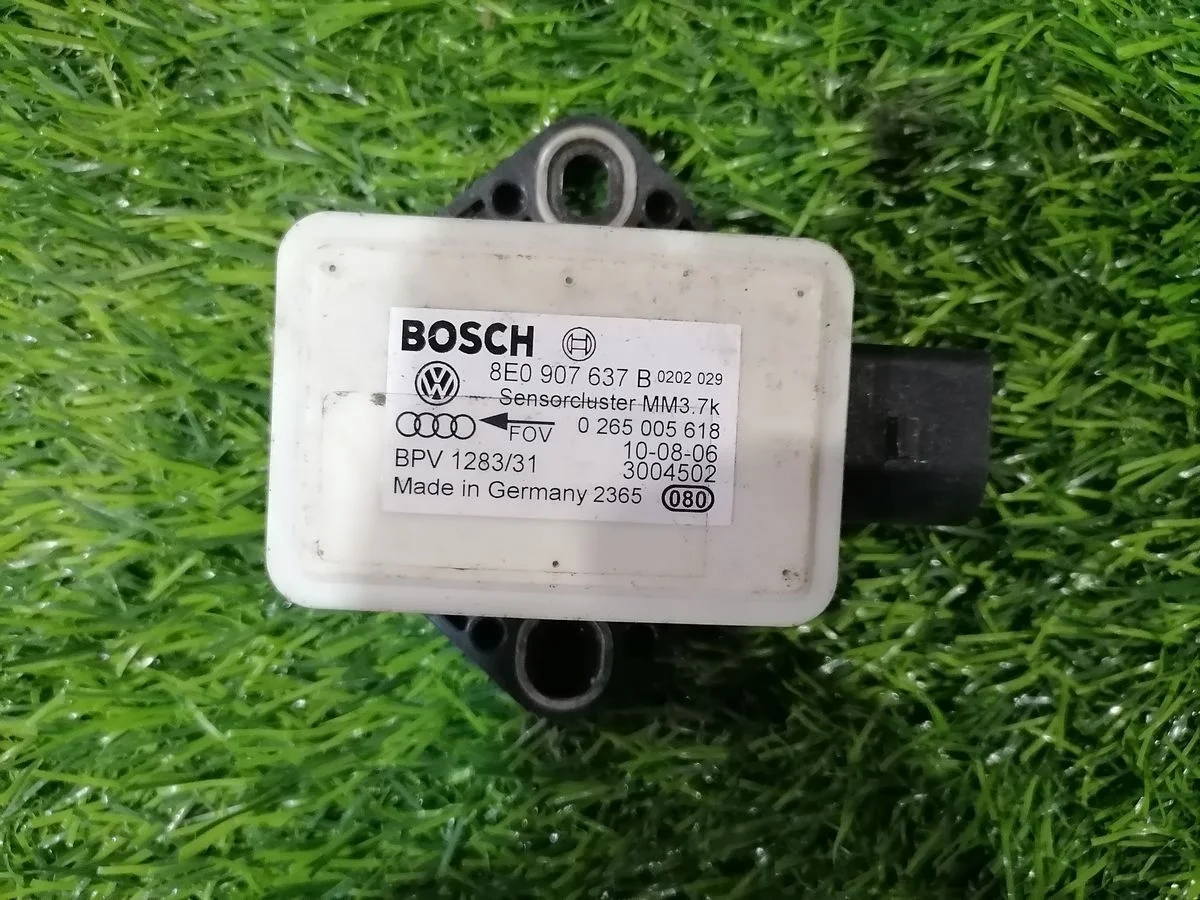 BOSCH
8E0 907 637 B 0202 029
Sensorcluster MM3.7k
FOV 0 265 005 618
10-08-06
BPV 1283/31 3004502
Made in Germany 2365 080